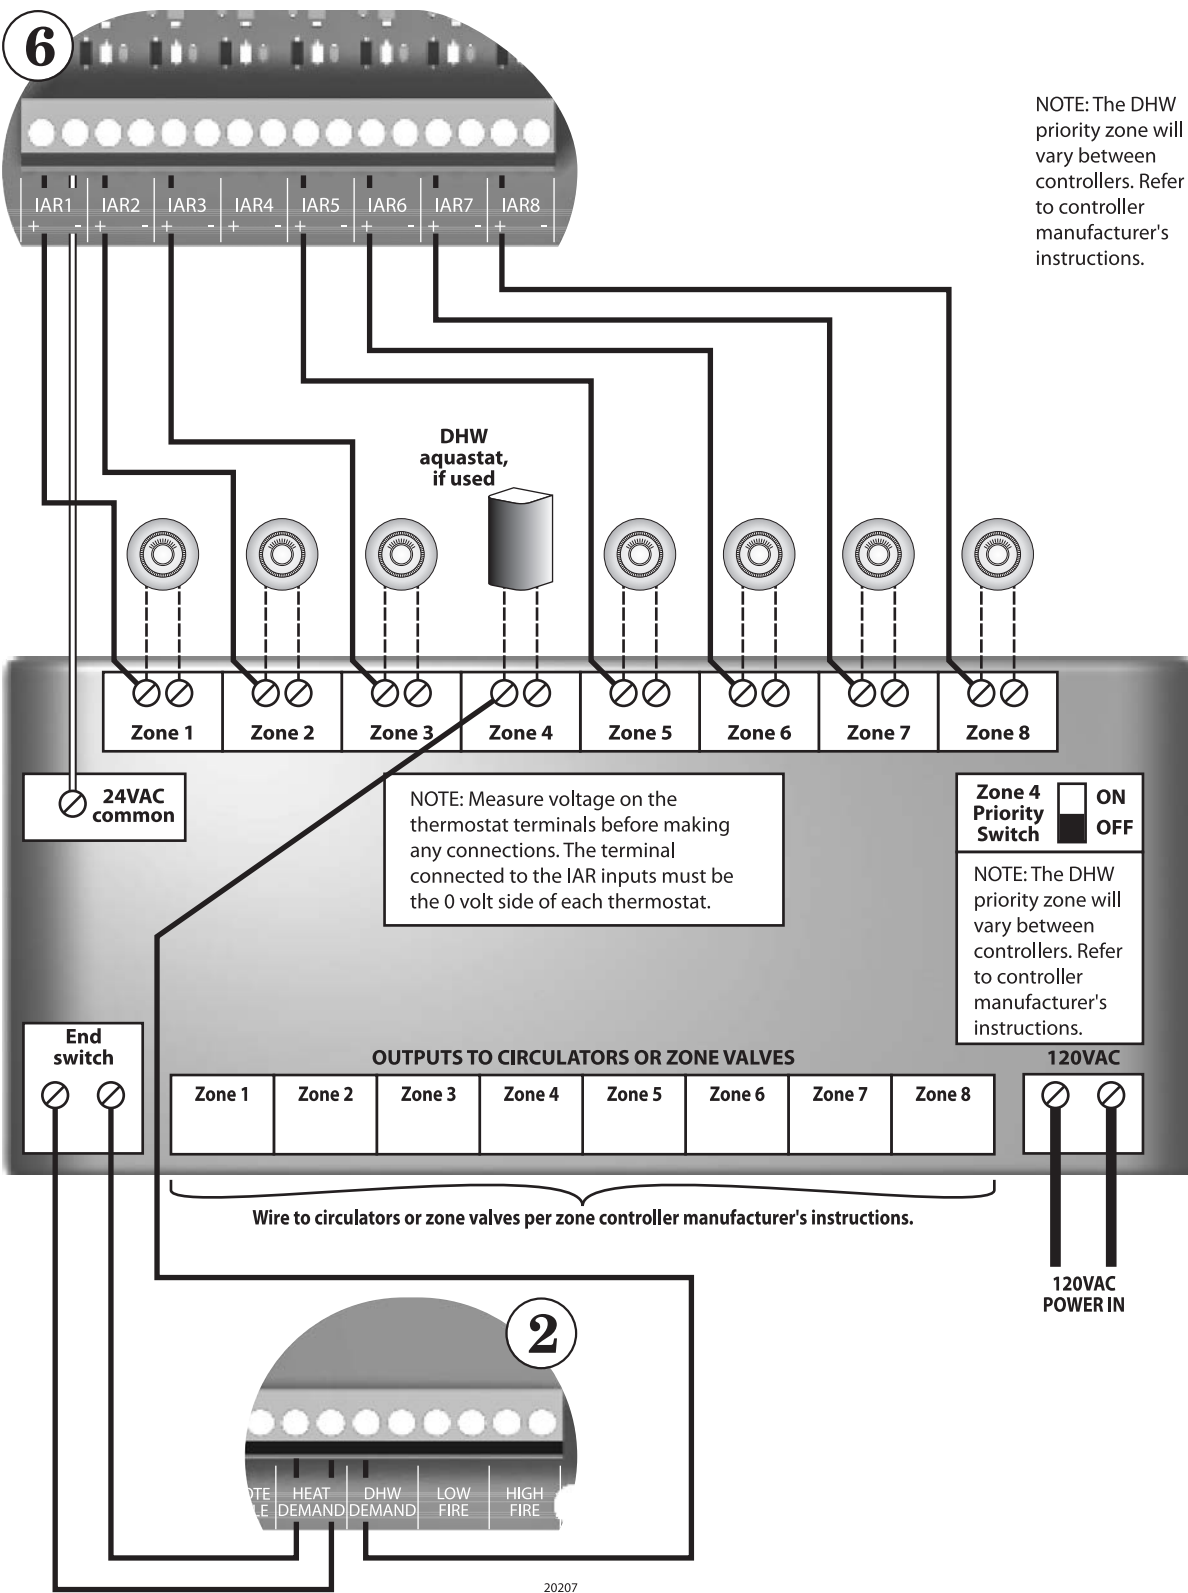 6
NOTE: The DHW
priority zone will
vary between
controllers. Refer
to controller
manufacturer's
instructions.
IAR1 IAR2 IAR3 IAR4 IAR5 IAR6 IAR7 IAR8
+ - + - + - + - + - + - + - + -
DHW
aquastat,
if used
Zone 1 Zone 2 Zone 3 Zone 4 Zone 5 Zone 6 Zone 7 Zone 8
24VAC
common
NOTE: Measure voltage on the
thermostat terminals before making
any connections. The terminal
connected to the IAR inputs must be
the 0 volt side of each thermostat.
Zone 4
Priority
Switch
ON
OFF
NOTE: The DHW
priority zone will
vary between
controllers. Refer
to controller
manufacturer's
instructions.
End
switch
OUTPUTS TO CIRCULATORS OR ZONE VALVES
120VAC
Zone 1 Zone 2 Zone 3 Zone 4 Zone 5 Zone 6 Zone 7 Zone 8
Wire to circulators or zone valves per zone controller manufacturer's instructions.
120VAC
POWER IN
2
OTE
LE
HEAT
DEMAND
DHW
DEMAND
LOW
FIRE
HIGH
FIRE
20207